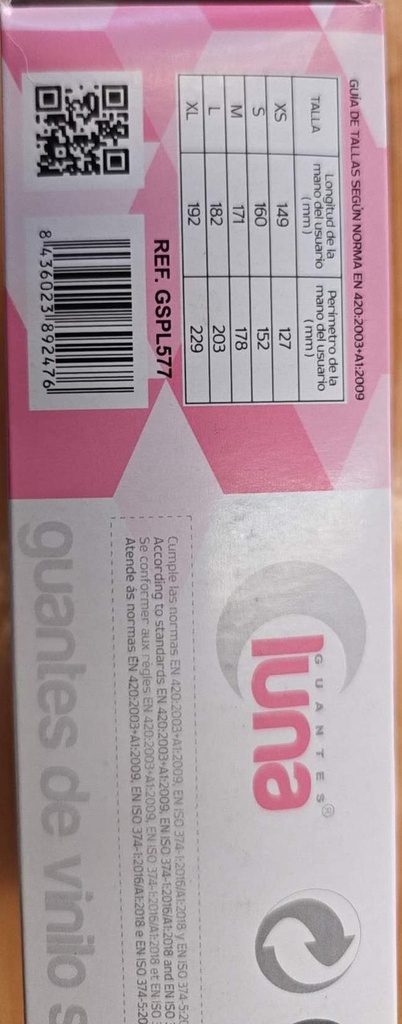 GUÍA DE TALLAS SEGÚN NORMA EN 420:2003+A1:2009
TALLA Longitud de la mano del usuario (mm) Perímetro de la mano del usuario (mm)
XS 149 127
S 160 152
M 171 178
L 182 203
XL 192 229
REF. GSPL577
8 436023 892476
GUANTES®
luna
Cumple las normas EN 420:2003+A1:2009, EN ISO 374-1:2016/A1:2018 y EN ISO 374-5:20
According to standards EN 420:2003+A1:2009, EN ISO 374-1:2016/A1:2018 and EN ISO
Se conformer aux règles EN 420:2003+A1:2009, EN ISO 374-1:2016/A1:2018 et EN ISO
Atende ás normas EN 420:2003+A1:2009, EN ISO 374-1:2016/A1:2018 e EN ISO 374-5:20
guantes de vinilo s